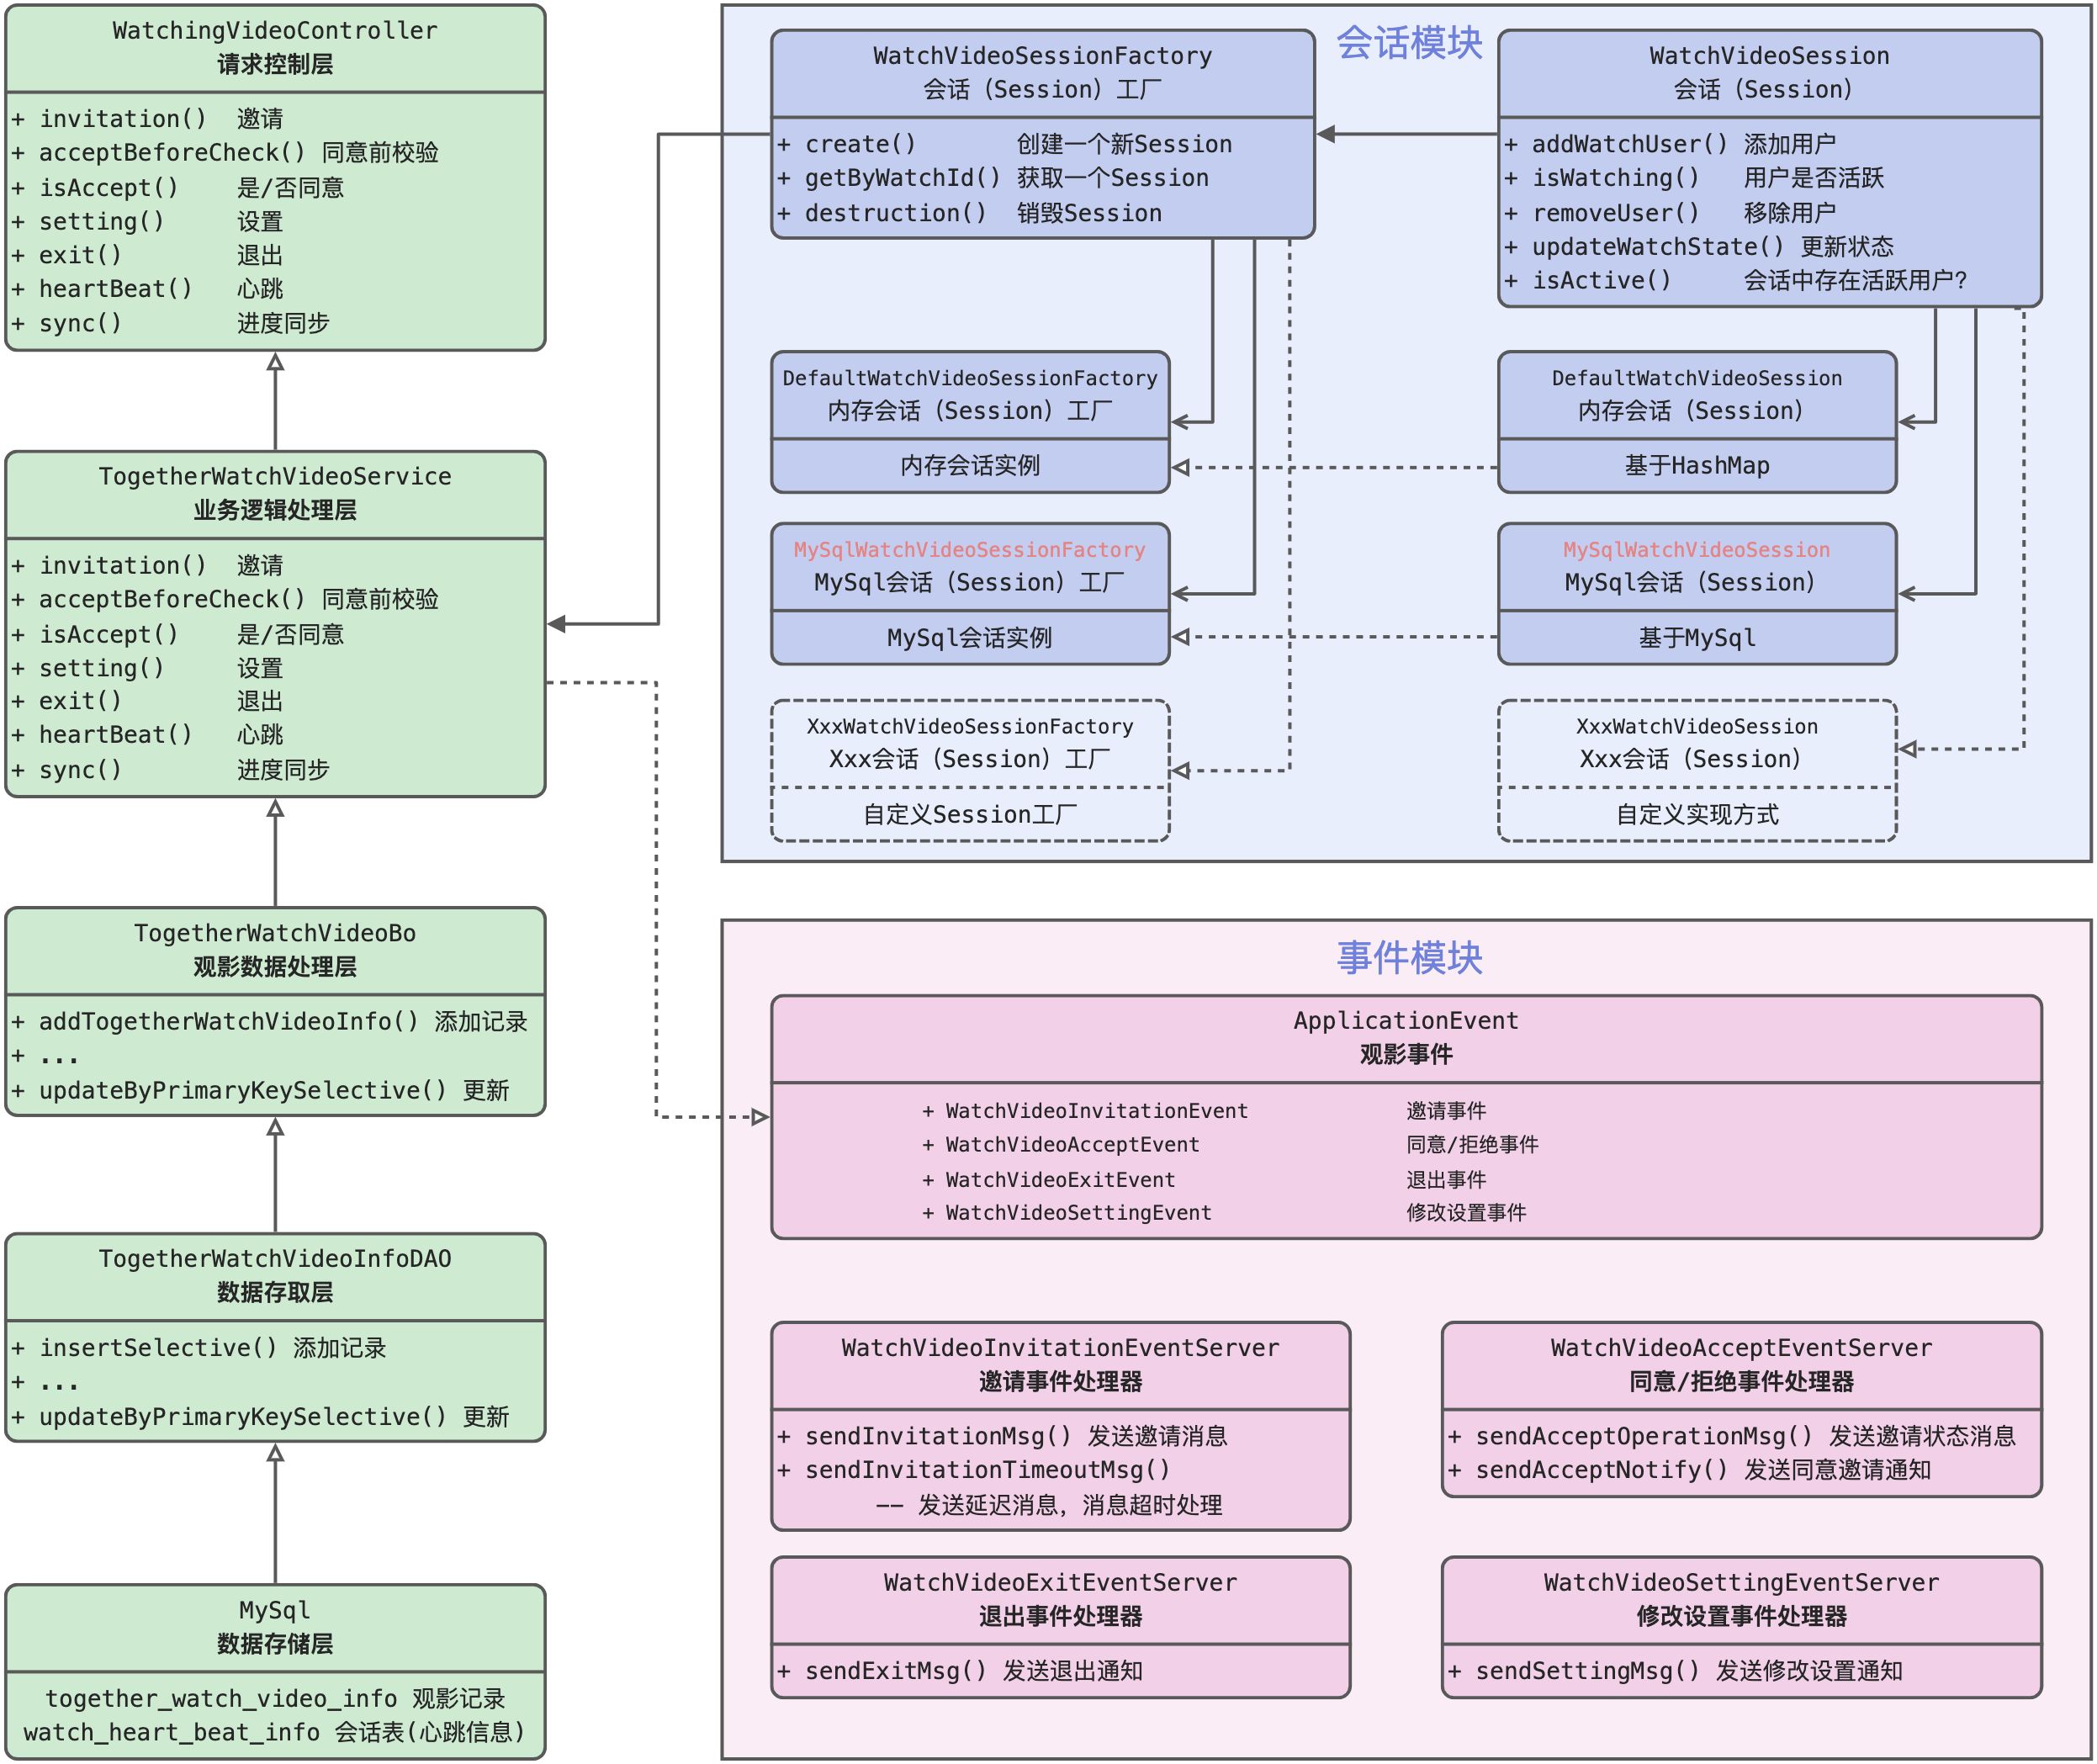 WatchingVideoController
请求控制层
+ invitation() 邀请
+ acceptBeforeCheck() 同意前校验
+ isAccept() 是/否同意
+ setting() 设置
+ exit() 退出
+ heartBeat() 心跳
+ sync() 进度同步
TogetherWatchVideoService
业务逻辑处理层
+ invitation() 邀请
+ acceptBeforeCheck() 同意前校验
+ isAccept() 是/否同意
+ setting() 设置
+ exit() 退出
+ heartBeat() 心跳
+ sync() 进度同步
TogetherWatchVideoBo
观影数据处理层
+ addTogetherWatchVideoInfo() 添加记录
+ ...
+ updateByPrimaryKeySelective() 更新
TogetherWatchVideoInfoDAO
数据存取层
+ insertSelective() 添加记录
+ ...
+ updateByPrimaryKeySelective() 更新
MySql
数据存储层
together_watch_video_info 观影记录
watch_heart_beat_info 会话表(心跳信息)
会话模块
WatchVideoSessionFactory
会话（Session）工厂
+ create() 创建一个新Session
+ getByWatchId() 获取一个Session
+ destruction() 销毁Session
WatchVideoSession
会话（Session）
+ addWatchUser() 添加用户
+ isWatching() 用户是否活跃
+ removeUser() 移除用户
+ updateWatchState() 更新状态
+ isActive() 会话中存在活跃用户?
DefaultWatchVideoSessionFactory
内存会话（Session）工厂
内存会话实例
DefaultWatchVideoSession
内存会话（Session）
基于HashMap
MySqlWatchVideoSessionFactory
MySql会话（Session）工厂
MySql会话实例
MySqlWatchVideoSession
MySql会话（Session）
基于MySql
XxxWatchVideoSessionFactory
Xxx会话（Session）工厂
自定义Session工厂
XxxWatchVideoSession
Xxx会话（Session）
自定义实现方式
事件模块
ApplicationEvent
观影事件
+ WatchVideoInvitationEvent 邀请事件
+ WatchVideoAcceptEvent 同意/拒绝事件
+ WatchVideoExitEvent 退出事件
+ WatchVideoSettingEvent 修改设置事件
WatchVideoInvitationEventServer
邀请事件处理器
+ sendInvitationMsg() 发送邀请消息
+ sendInvitationTimeoutMsg()
—— 发送延迟消息，消息超时处理
WatchVideoAcceptEventServer
同意/拒绝事件处理器
+ sendAcceptOperationMsg() 发送邀请状态消息
+ sendAcceptNotify() 发送同意邀请通知
WatchVideoExitEventServer
退出事件处理器
+ sendExitMsg() 发送退出通知
WatchVideoSettingEventServer
修改设置事件处理器
+ sendSettingMsg() 发送修改设置通知